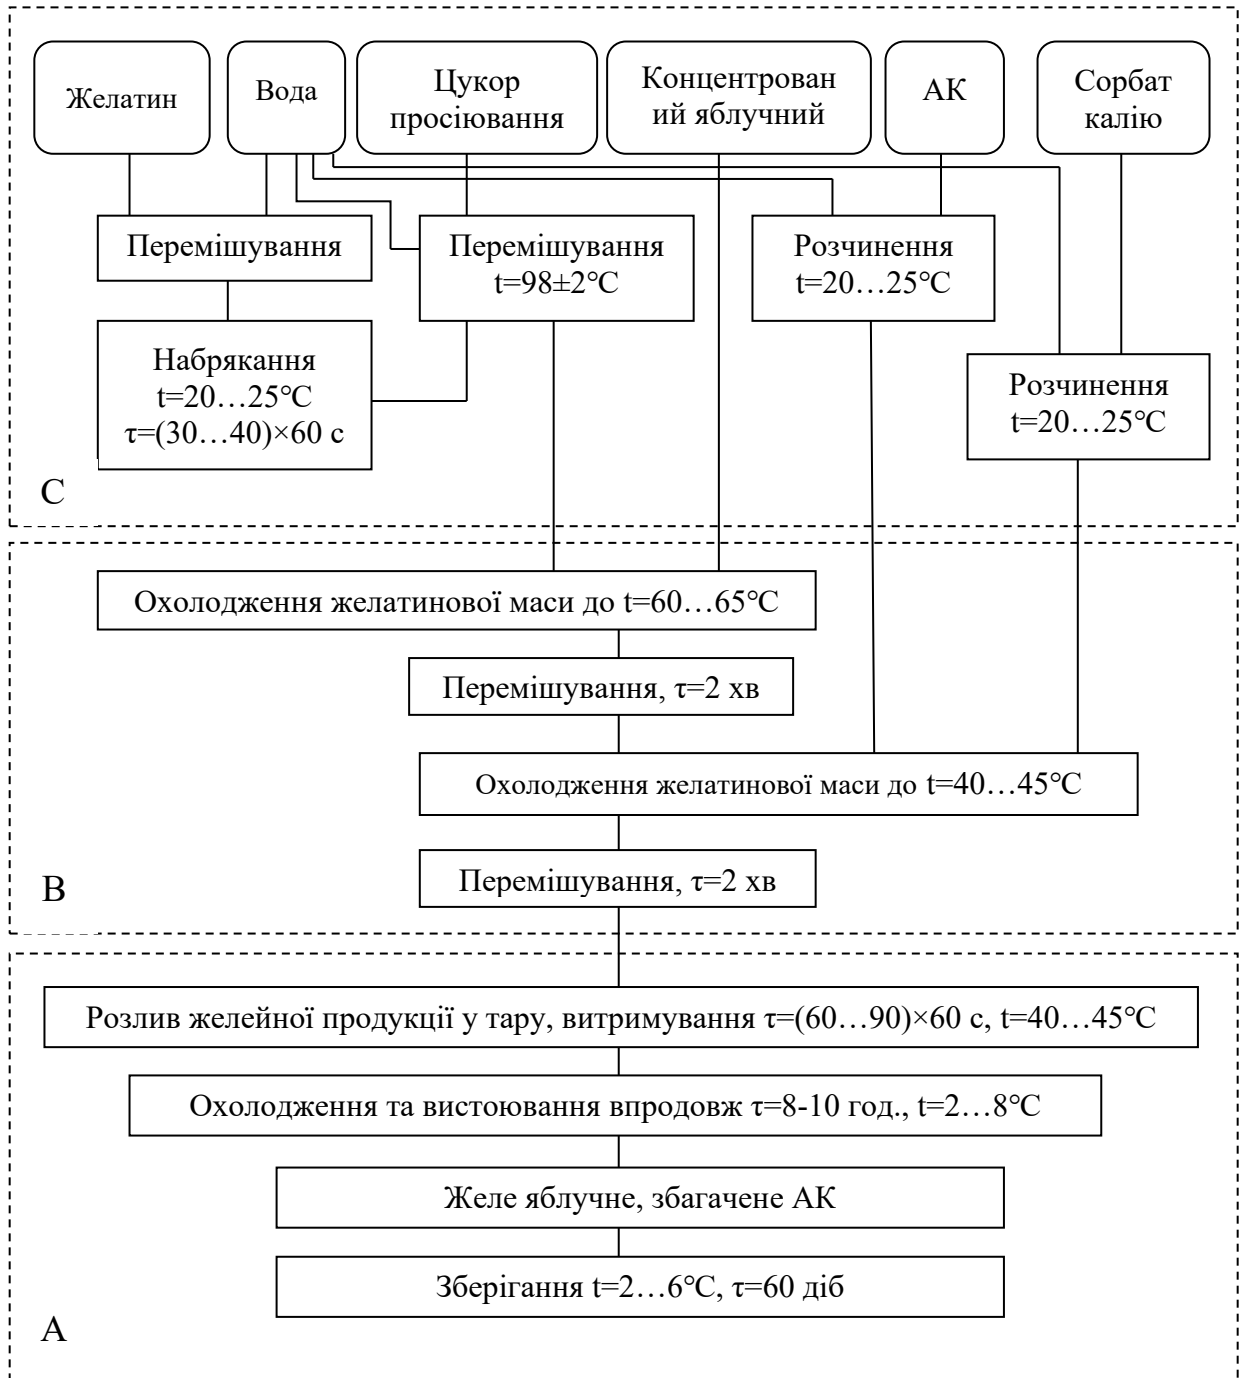 Желатин
Вода
Цукор
просіювання
Концентрован
ий яблучний
АК
Сорбат
калію
Перемішування
Перемішування
t=98±2°C
Розчинення
t=20…25°C
Набрякання
t=20…25°C
τ=(30…40)×60 с
Розчинення
t=20…25°C
С
Охолодження желатинової маси до t=60…65°C
Перемішування, τ=2 хв
Охолодження желатинової маси до t=40…45°C
Перемішування, τ=2 хв
В
Розлив желейної продукції у тару, витримування τ=(60…90)×60 с, t=40…45°C
Охолодження та вистоювання впродовж τ=8-10 год., t=2…8°C
Желе яблучне, збагачене АК
Зберігання t=2…6°C, τ=60 діб
А